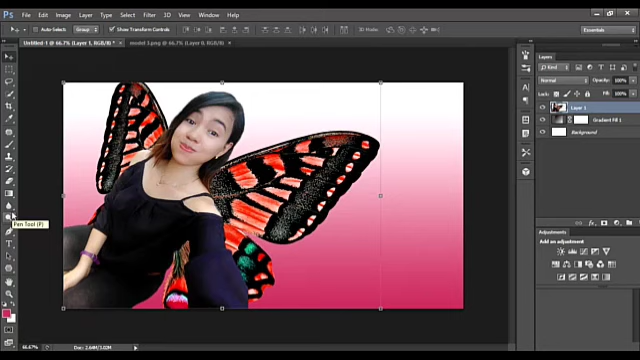 Ps File Edit Image Layer Type Select Filter 3D View Window Help
Auto-Select: Group Show Transform Controls 3D Mode: Essentials
Untitled-1 @ 66.7% (Layer 1, RGB/8) * × model 3.png @ 66.7% (Layer 0, RGB/8) ×
Layers
Kind
Normal Opacity: 100%
Lock: Fill: 100%
Layer 1
Gradient Fill 1
Background
Pen Tool (P)
Adjustments
Add an adjustment
66.67% Doc: 2.64M/3.02M